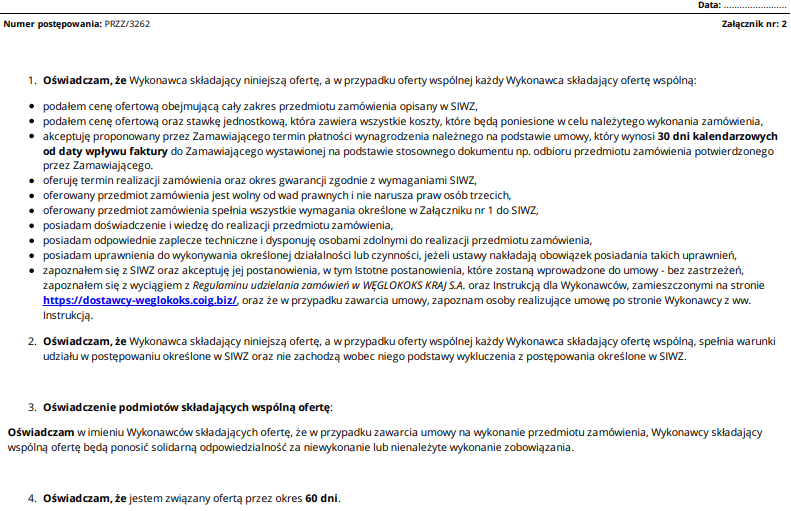 Data: ........................
Numer postępowania: PRZZ/3262
Załącznik nr: 2
1. Oświadczam, że Wykonawca składający niniejszą ofertę, a w przypadku oferty wspólnej każdy Wykonawca składający ofertę wspólną:
• podałem cenę ofertową obejmującą cały zakres przedmiotu zamówienia opisany w SIWZ,
• podałem cenę ofertową oraz stawkę jednostkową, która zawiera wszystkie koszty, które będą poniesione w celu należytego wykonania zamówienia,
• akceptuję proponowany przez Zamawiającego termin płatności wynagrodzenia należnego na podstawie umowy, który wynosi 30 dni kalendarzowych
od daty wpływu faktury do Zamawiającego wystawionej na podstawie stosownego dokumentu np. odbioru przedmiotu zamówienia potwierdzonego
przez Zamawiającego.
• oferuję termin realizacji zamówienia oraz okres gwarancji zgodnie z wymaganiami SIWZ,
• oferowany przedmiot zamówienia jest wolny od wad prawnych i nie narusza praw osób trzecich,
• oferowany przedmiot zamówienia spełnia wszystkie wymagania określone w Załączniku nr 1 do SIWZ,
• posiadam doświadczenie i wiedzę do realizacji przedmiotu zamówienia,
• posiadam odpowiednie zaplecze techniczne i dysponuję osobami zdolnymi do realizacji przedmiotu zamówienia,
• posiadam uprawnienia do wykonywania określonej działalności lub czynności, jeżeli ustawy nakładają obowiązek posiadania takich uprawnień,
• zapoznałem się z SIWZ oraz akceptuję jej postanowienia, w tym Istotne postanowienia, które zostaną wprowadzone do umowy - bez zastrzeżeń,
zapoznałem się z wyciągiem z Regulaminu udzielania zamówień w WĘGLOKOKS KRAJ S.A. oraz Instrukcją dla Wykonawców, zamieszczonymi na stronie
https://dostawcy-weglokoks.coig.biz/, oraz że w przypadku zawarcia umowy, zapoznam osoby realizujące umowę po stronie Wykonawcy z ww.
Instrukcją.
2. Oświadczam, że Wykonawca składający niniejszą ofertę, a w przypadku oferty wspólnej każdy Wykonawca składający ofertę wspólną, spełnia warunki
udziału w postępowaniu określone w SIWZ oraz nie zachodzą wobec niego podstawy wykluczenia z postępowania określone w SIWZ.
3. Oświadczenie podmiotów składających wspólną ofertę:
Oświadczam w imieniu Wykonawców składających ofertę, że w przypadku zawarcia umowy na wykonanie przedmiotu zamówienia, Wykonawcy składający
wspólną ofertę będą ponosić solidarną odpowiedzialność za niewykonanie lub nienależyte wykonanie zobowiązania.
4. Oświadczam, że jestem związany ofertą przez okres 60 dni.